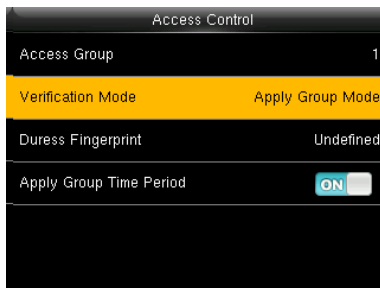 Access Control
Access Group 1
Verification Mode Apply Group Mode
Duress Fingerprint Undefined
Apply Group Time Period ON